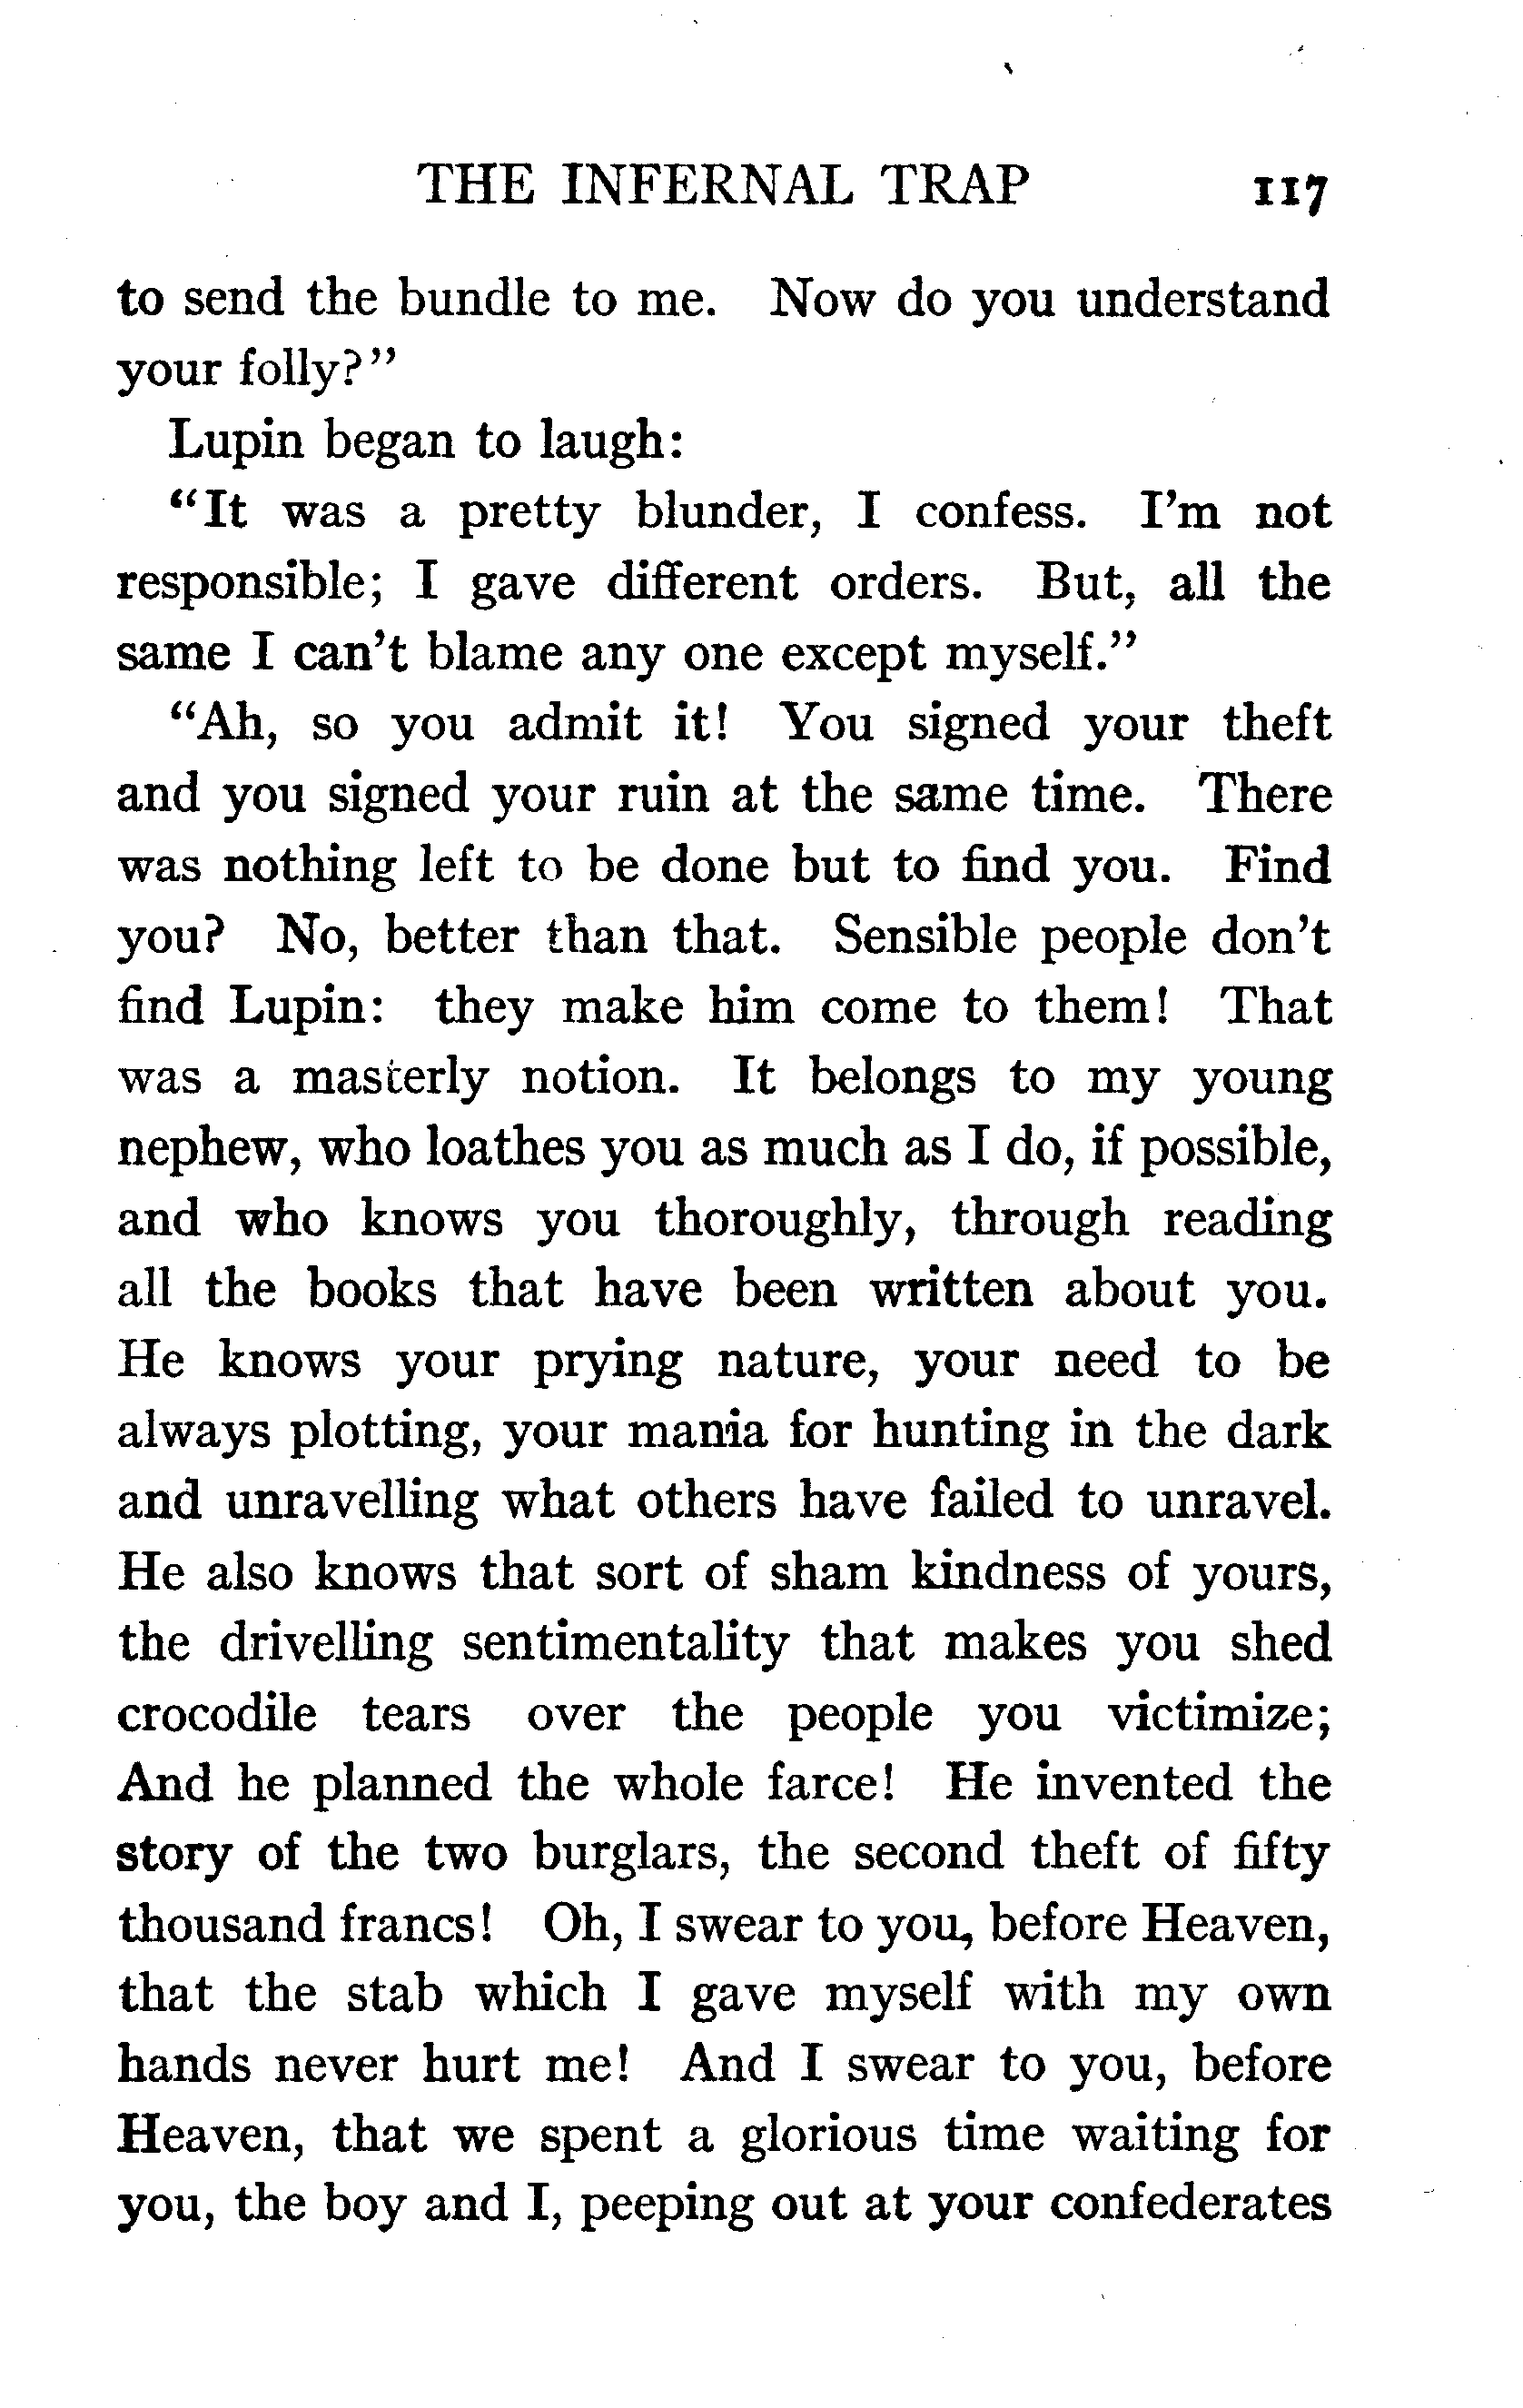 THE INFERNAL TRAP 117
to send the bundle to me. Now do you understand
your folly?"
Lupin began to laugh:
"It was a pretty blunder, I confess. I'm not
responsible; I gave different orders. But, all the
same I can't blame any one except myself."
"Ah, so you admit it! You signed your theft
and you signed your ruin at the same time. There
was nothing left to be done but to find you. Find
you? No, better than that. Sensible people don't
find Lupin: they make him come to them! That
was a masterly notion. It belongs to my young
nephew, who loathes you as much as I do, if possible,
and who knows you thoroughly, through reading
all the books that have been written about you.
He knows your prying nature, your need to be
always plotting, your mania for hunting in the dark
and unravelling what others have failed to unravel.
He also knows that sort of sham kindness of yours,
the drivelling sentimentality that makes you shed
crocodile tears over the people you victimize;
And he planned the whole farce! He invented the
story of the two burglars, the second theft of fifty
thousand francs! Oh, I swear to you, before Heaven,
that the stab which I gave myself with my own
hands never hurt me! And I swear to you, before
Heaven, that we spent a glorious time waiting for
you, the boy and I, peeping out at your confederates